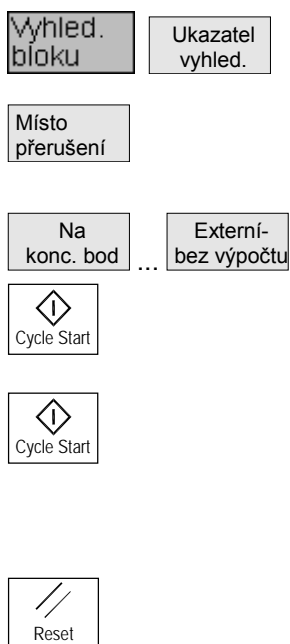 Vyhled.
bloku
Ukazatel
vyhled.
Místo
přerušení
Na
konc. bod
...
Externí-
bez výpočtu
Cycle Start
Cycle Start
Reset